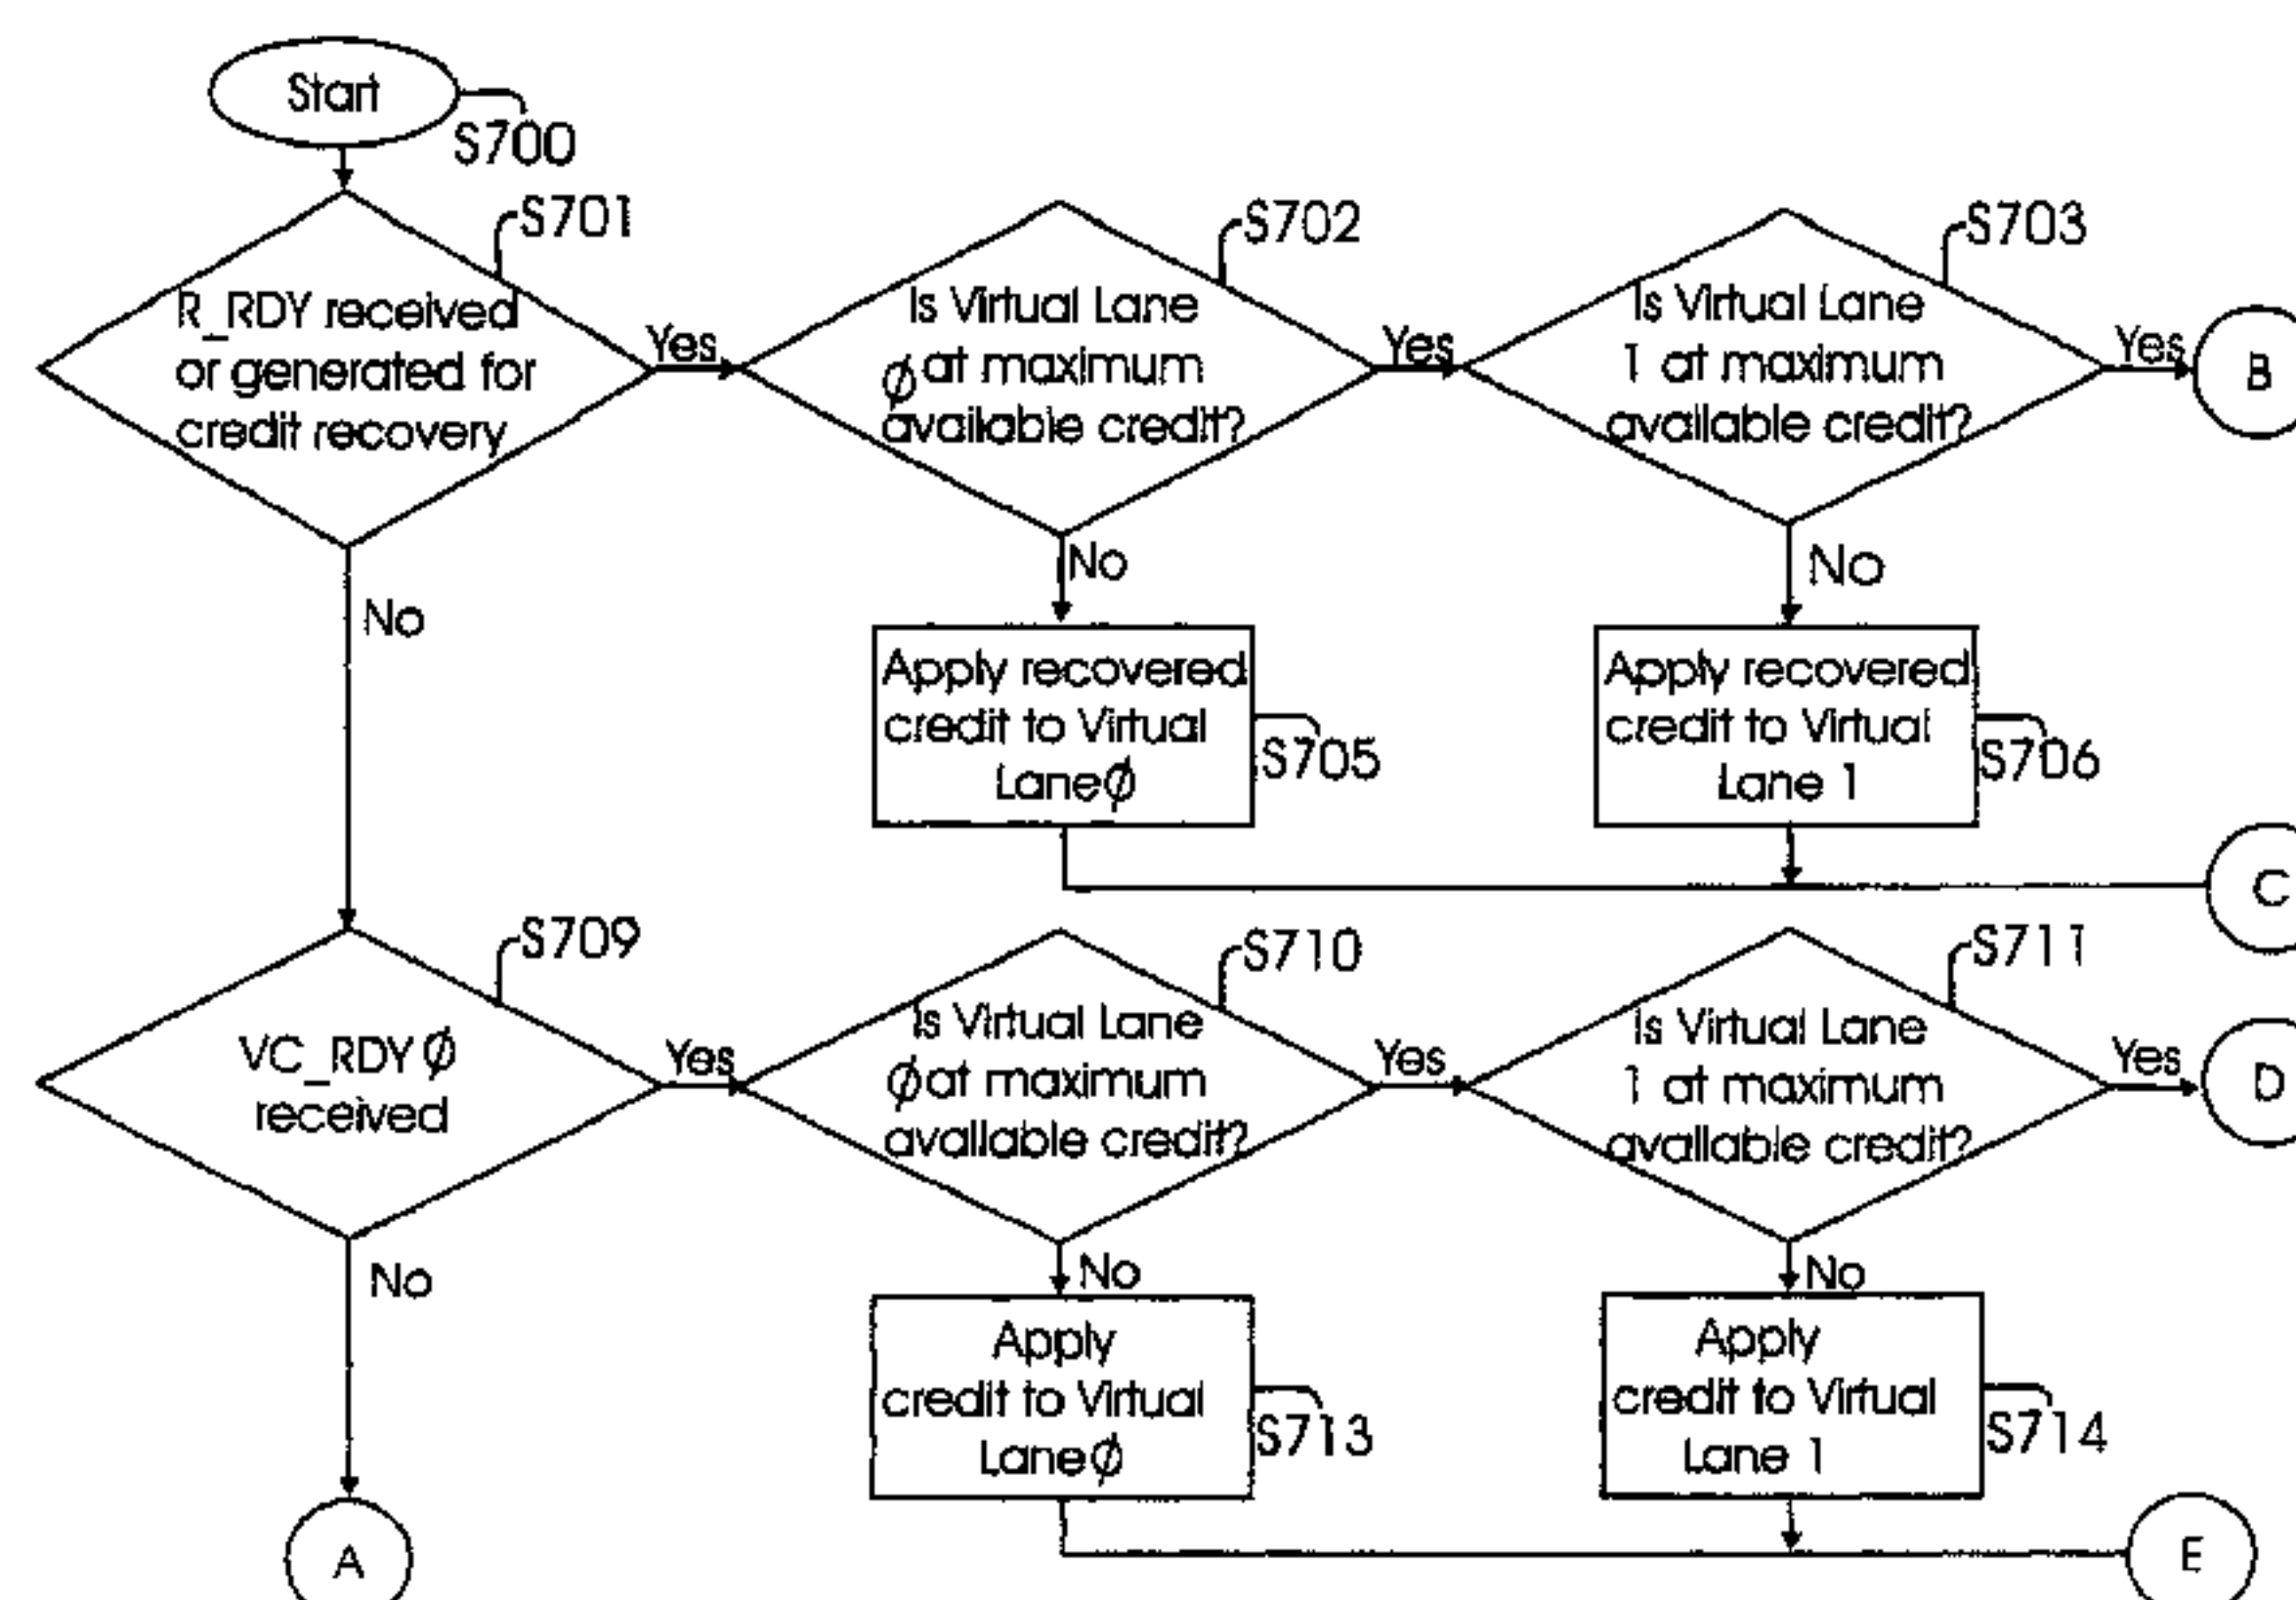 Start
S700
S701
R_RDY received
or generated for
credit recovery
Yes
No
S702
Is Virtual Lane
Ø at maximum
available credit?
Yes
No
S703
Is Virtual Lane
1 at maximum
available credit?
Yes
No
B
Apply recovered
credit to Virtual
Lane Ø
S705
Apply recovered
credit to Virtual
Lane 1
S706
C
S709
VC_RDY Ø
received
Yes
No
S710
Is Virtual Lane
Ø at maximum
available credit?
Yes
No
S711
Is Virtual Lane
1 at maximum
available credit?
Yes
No
D
Apply
credit to Virtual
Lane Ø
S713
Apply
credit to Virtual
Lane 1
S714
A
E